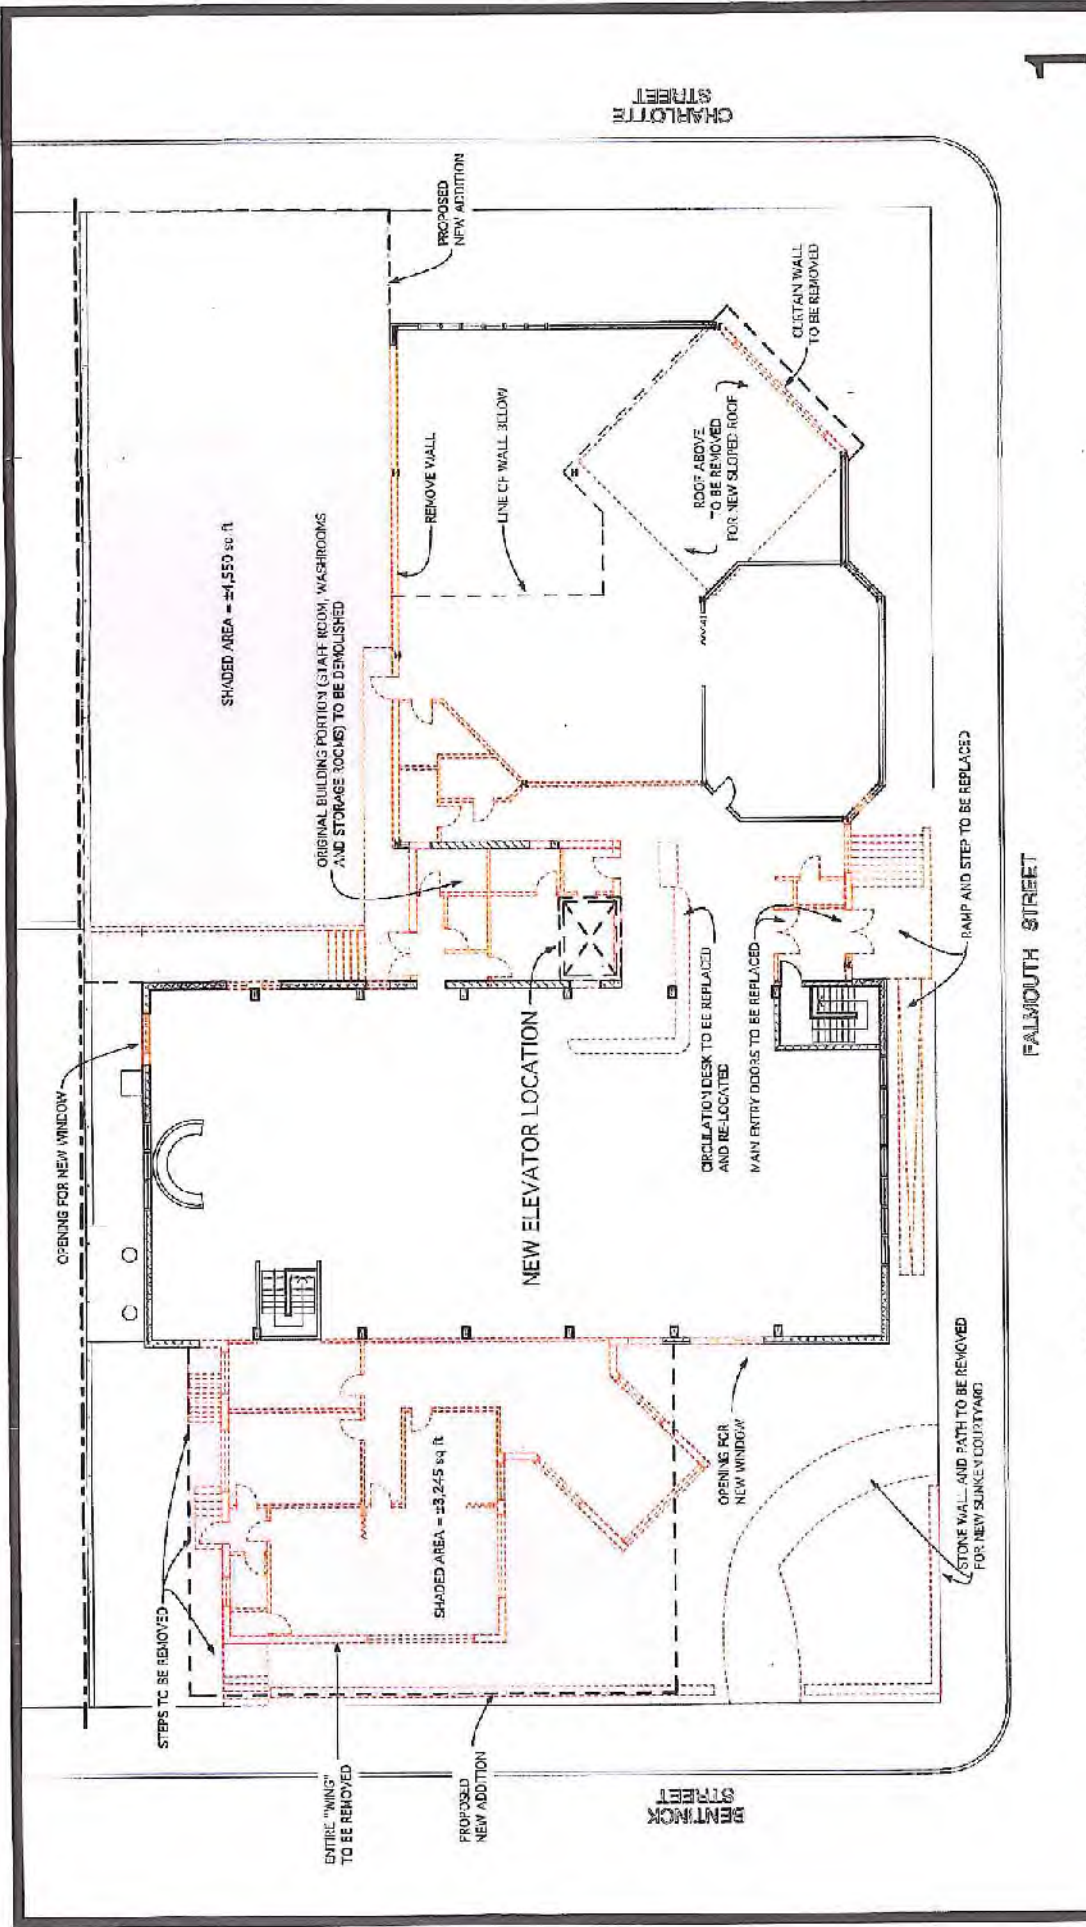 CHARLOTTE
STREET
1
PROPOSED
NEW ADDITION
CURTAIN WALL
TO BE REMOVED
SHADED AREA = ±4,550 sq ft
REMOVE WALL
LINE OF WALL BELOW
ROOF ABOVE
TO BE REMOVED
FOR NEW SLOPED ROOF
ORIGINAL BUILDING PORTION (STAFF ROOM, WASHROOMS
AND STORAGE ROOMS) TO BE DEMOLISHED
OPENING FOR NEW WINDOW
NEW ELEVATOR LOCATION
CIRCULATION DESK TO BE REPLACED
AND RE-LOCATED
MAIN ENTRY DOORS TO BE REPLACED
RAMP AND STEP TO BE REPLACED
FALMOUTH STREET
STEPS TO BE REMOVED
SHADED AREA = ±3,245 sq ft
OPENING FOR
NEW WINDOW
STONE WALL AND PATH TO BE REMOVED
FOR NEW SUNKEN COURTYARD
ENTIRE "WING"
TO BE REMOVED
PROPOSED
NEW ADDITION
BENTINCK
STREET